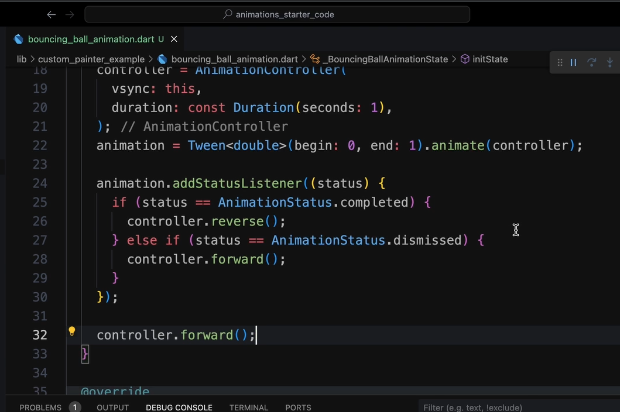 animations_starter_code
bouncing_ball_animation.dart U
lib > custom_painter_example > bouncing_ball_animation.dart > _BouncingBallAnimationState > initState
18 controller = AnimationController(
19 vsync: this,
20 duration: const Duration(seconds: 1),
21 ); // AnimationController
22 animation = Tween<double>(begin: 0, end: 1).animate(controller);
23
24 animation.addStatusListener((status) {
25 if (status == AnimationStatus.completed) {
26 controller.reverse();
27 } else if (status == AnimationStatus.dismissed) {
28 controller.forward();
29 }
30 });
31
32 controller.forward();
33 }
34
35 @override
PROBLEMS 1 OUTPUT DEBUG CONSOLE TERMINAL PORTS Filter (e.g. text, !exclude)